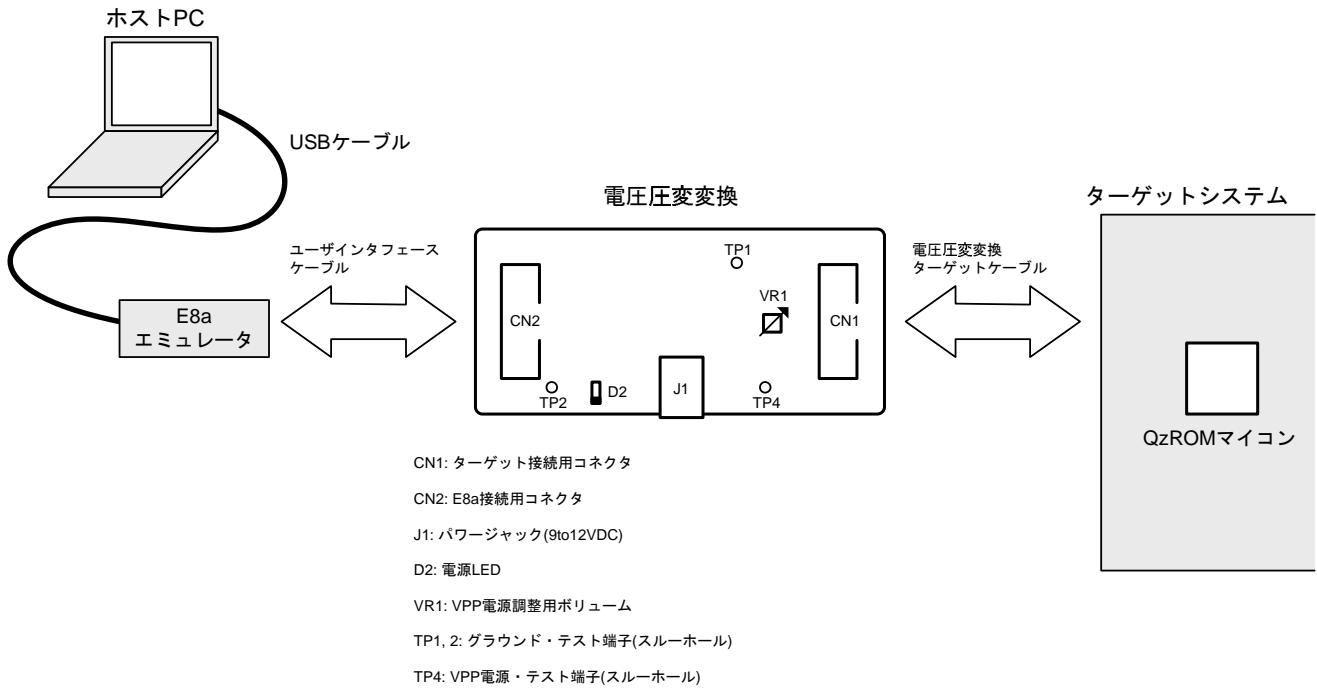 ホストPC
USBケーブル
電圧圧変変換
ターゲットシステム
ユーザインタフェース
ケーブル
電圧圧変変換
ターゲットケーブル
E8a
エミュレータ
CN2
TP1
VR1
CN1
TP2
D2
J1
TP4
QzROMマイコン
CN1: ターゲット接続用コネクタ
CN2: E8a接続用コネクタ
J1: パワージャック(9to12VDC)
D2: 電源LED
VR1: VPP電源調整用ボリューム
TP1, 2: グラウンド・テスト端子(スルーホール)
TP4: VPP電源・テスト端子(スルーホール)